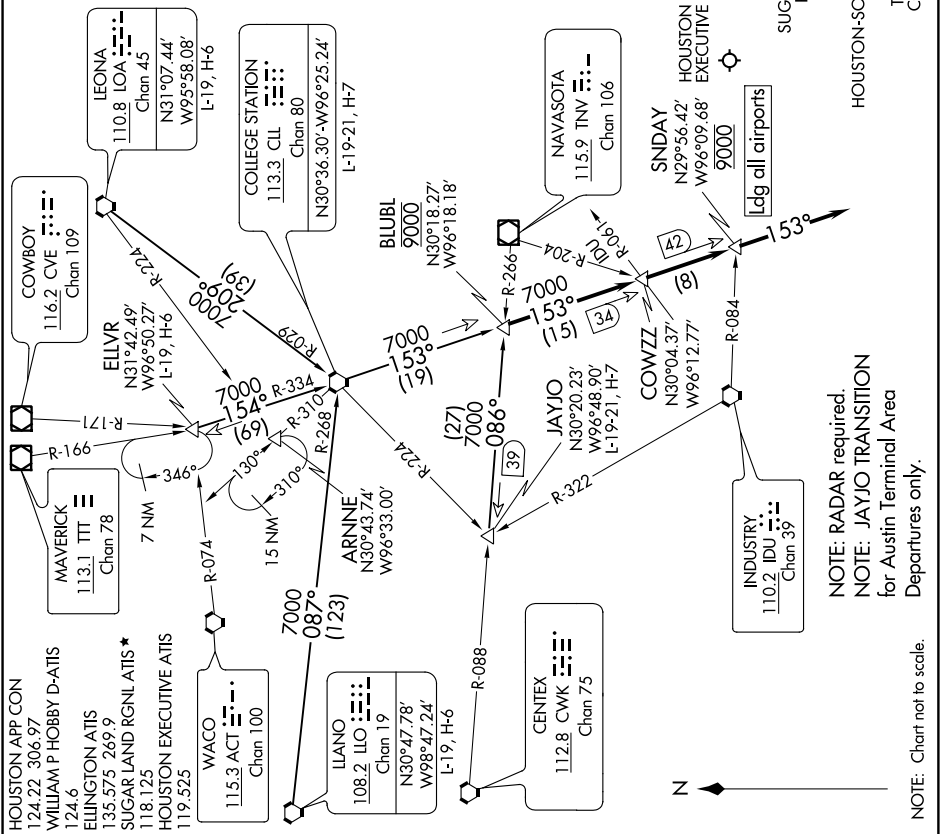 HOUSTON APP CON
124.22 306.97
WILLIAM P HOBBY D-ATIS
124.6
ELLINGTON ATIS
135.575 269.9
SUGAR LAND RGNL ATIS★
118.125
HOUSTON EXECUTIVE ATIS
119.525
MAVERICK
113.1 TTT
Chan 78
COWBOY
116.2 CVE
Chan 109
LEONA
110.8 LOA
Chan 45
N31°07.44'
W95°58.08'
L-19, H-6
ELLVR
N31°42.49'
W96°50.27'
L-19, H-6
R-166
R-171
7 NM
346°
R-224
7000
209°
(39)
R-029
7000
154°
(69)
R-334
R-310
130°
310°
15 NM
ARNNE
N30°43.74'
W96°33.00'
WACO
115.3 ACT
Chan 100
R-074
COLLEGE STATION
113.3 CLL
Chan 80
N30°36.30'-W96°25.24'
L-19-21, H-7
LLANO
108.2 LLO
Chan 19
N30°47.78'
W98°47.24'
L-19, H-6
7000
087°
(123)
R-268
7000
153°
(19)
R-224
BLUBL
9000
N30°18.27'
W96°18.18'
NAVASOTA
115.9 TNV
Chan 106
R-266
R-204
7000
153°
(15)
34
IDU
R-061
CENTEX
112.8 CWK
Chan 75
R-088
JAYJO
N30°20.23'
W96°48.90'
L-19-21, H-7
(27)
7000
086°
39
COWZZ
N30°04.37'
W96°12.77'
(8)
42
SNDAY
N29°56.42'
W96°09.68'
9000
Ldg all airports
153°
HOUSTON
EXECUTIVE
INDUSTRY
110.2 IDU
Chan 39
R-322
R-084
SUG
HOUSTON-SO
N
NOTE: RADAR required.
NOTE: JAYJO TRANSITION
for Austin Terminal Area
Departures only.
NOTE: Chart not to scale.